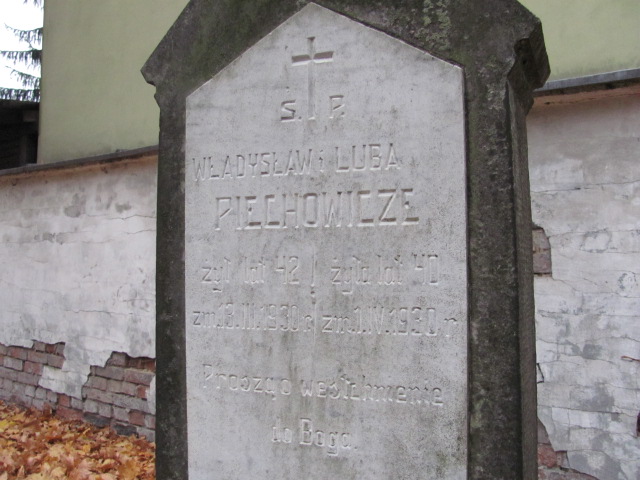 Ś. P.
WŁADYSŁAW i LUBA
PIECHOWICZE
żył lat 42 żyła lat 40
zm. 18.III.1930 r. zm. 1.IV.1930 r.
Proszą o westchnienie
do Boga.